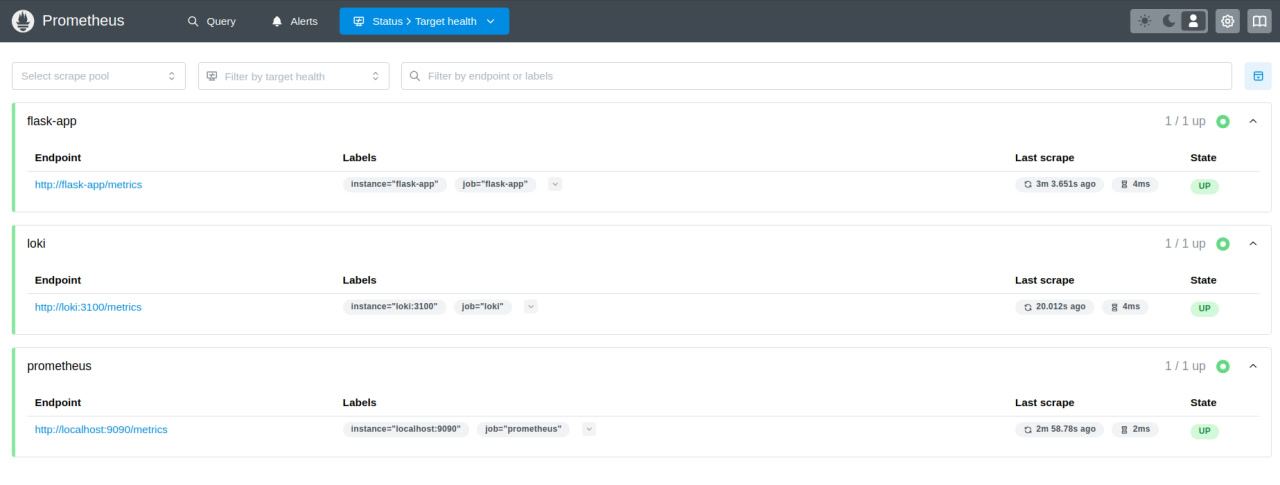 Prometheus Query Alerts Status > Target health
Select scrape pool Filter by target health Filter by endpoint or labels
flask-app 1 / 1 up
Endpoint Labels Last scrape State
http://flask-app/metrics instance="flask-app" job="flask-app" 3m 3.651s ago 4ms UP
loki 1 / 1 up
Endpoint Labels Last scrape State
http://loki:3100/metrics instance="loki:3100" job="loki" 20.012s ago 4ms UP
prometheus 1 / 1 up
Endpoint Labels Last scrape State
http://localhost:9090/metrics instance="localhost:9090" job="prometheus" 2m 58.78s ago 2ms UP